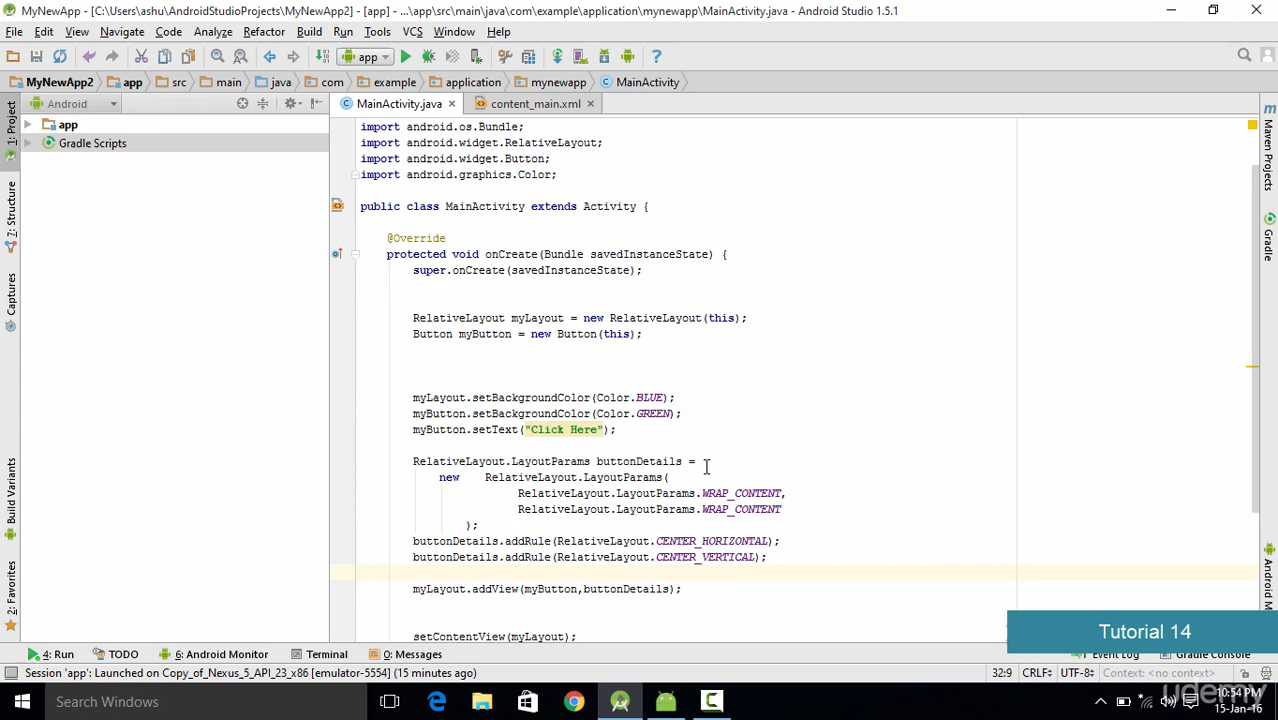 MyNewApp - [C:\Users\ashu\AndroidStudioProjects\MyNewApp2] - [app] - ...\app\src\main\java\com\example\application\mynewapp\MainActivity.java - Android Studio 1.5.1
File Edit View Navigate Code Analyze Refactor Build Run Tools VCS Window Help
app
MyNewApp2 app src main java com example application mynewapp MainActivity
Android
MainActivity.java content_main.xml
1: Project
7: Structure
Captures
Build Variants
2: Favorites
app
Gradle Scripts
import android.os.Bundle;
import android.widget.RelativeLayout;
import android.widget.Button;
import android.graphics.Color;
public class MainActivity extends Activity {
@Override
protected void onCreate(Bundle savedInstanceState) {
super.onCreate(savedInstanceState);
RelativeLayout myLayout = new RelativeLayout(this);
Button myButton = new Button(this);
myLayout.setBackgroundColor(Color.BLUE);
myButton.setBackgroundColor(Color.GREEN);
myButton.setText("Click Here");
RelativeLayout.LayoutParams buttonDetails =
new RelativeLayout.LayoutParams(
RelativeLayout.LayoutParams.WRAP_CONTENT,
RelativeLayout.LayoutParams.WRAP_CONTENT
);
buttonDetails.addRule(RelativeLayout.CENTER_HORIZONTAL);
buttonDetails.addRule(RelativeLayout.CENTER_VERTICAL);
myLayout.addView(myButton,buttonDetails);
setContentView(myLayout);
Maven Projects
Gradle
Android M
Tutorial 14
4: Run TODO 6: Android Monitor Terminal 0: Messages Event Log Gradle Console
Session 'app': Launched on Copy_of_Nexus_5_API_23_x86 [emulator-5554] (15 minutes ago) 32:9 CRLF÷ UTF-8÷ Context: <no context>
Search Windows
udemy
10:54 PM
15-Jan-16